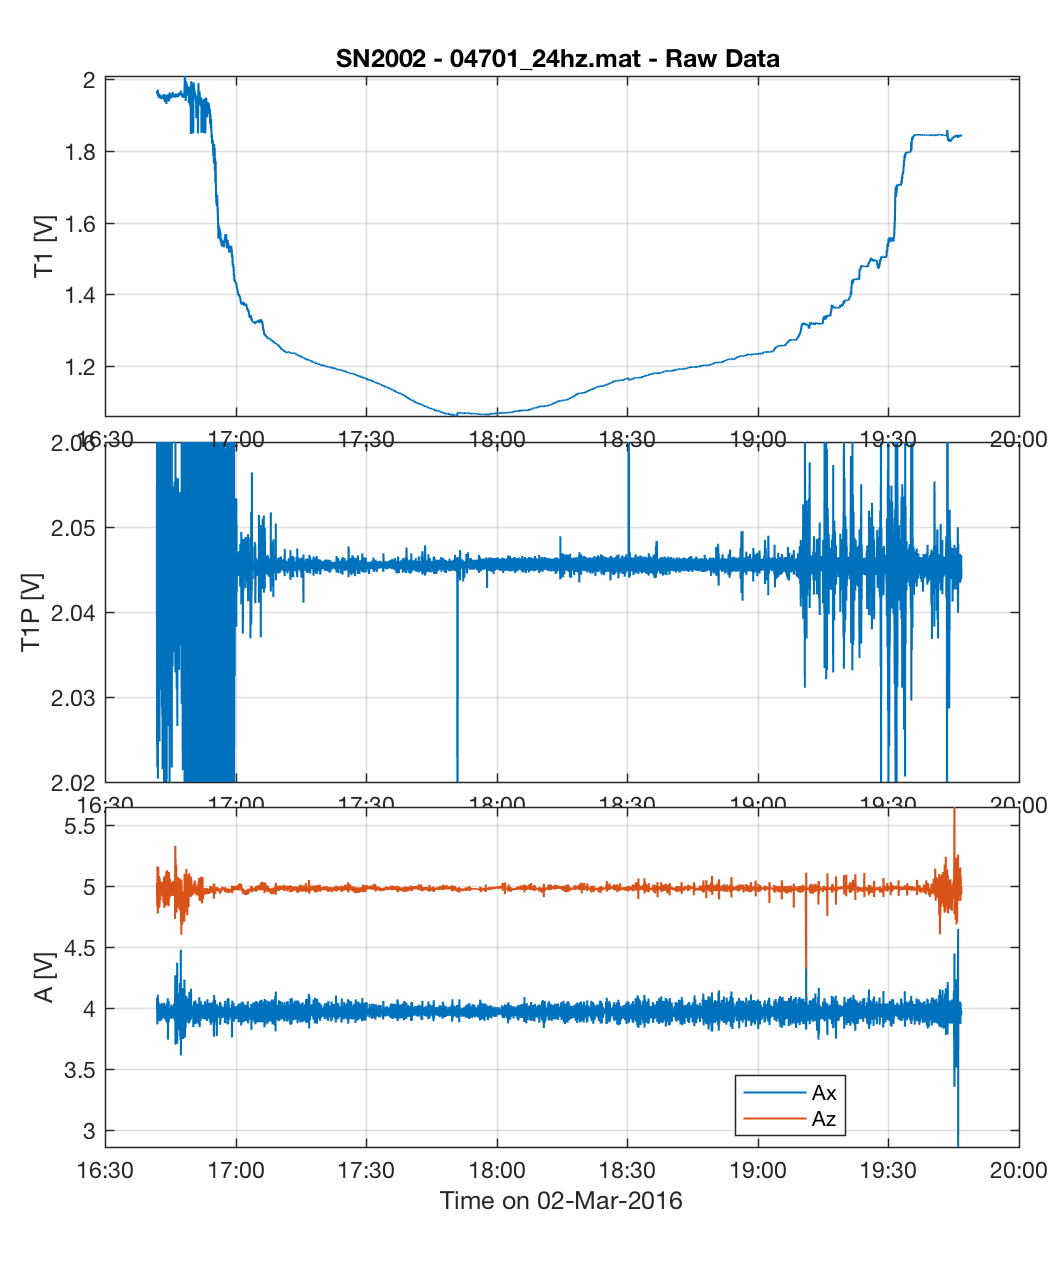 SN2002 - 04701_24hz.mat - Raw Data
2
1.8
1.6
1.4
1.2
T1 [V]
16:30 17:00 17:30 18:00 18:30 19:00 19:30 20:00
2.06
2.05
2.04
2.03
2.02
T1P [V]
16:30 17:00 17:30 18:00 18:30 19:00 19:30 20:00
5.5
5
4.5
4
3.5
3
A [V]
Ax
Az
16:30 17:00 17:30 18:00 18:30 19:00 19:30 20:00
Time on 02-Mar-2016